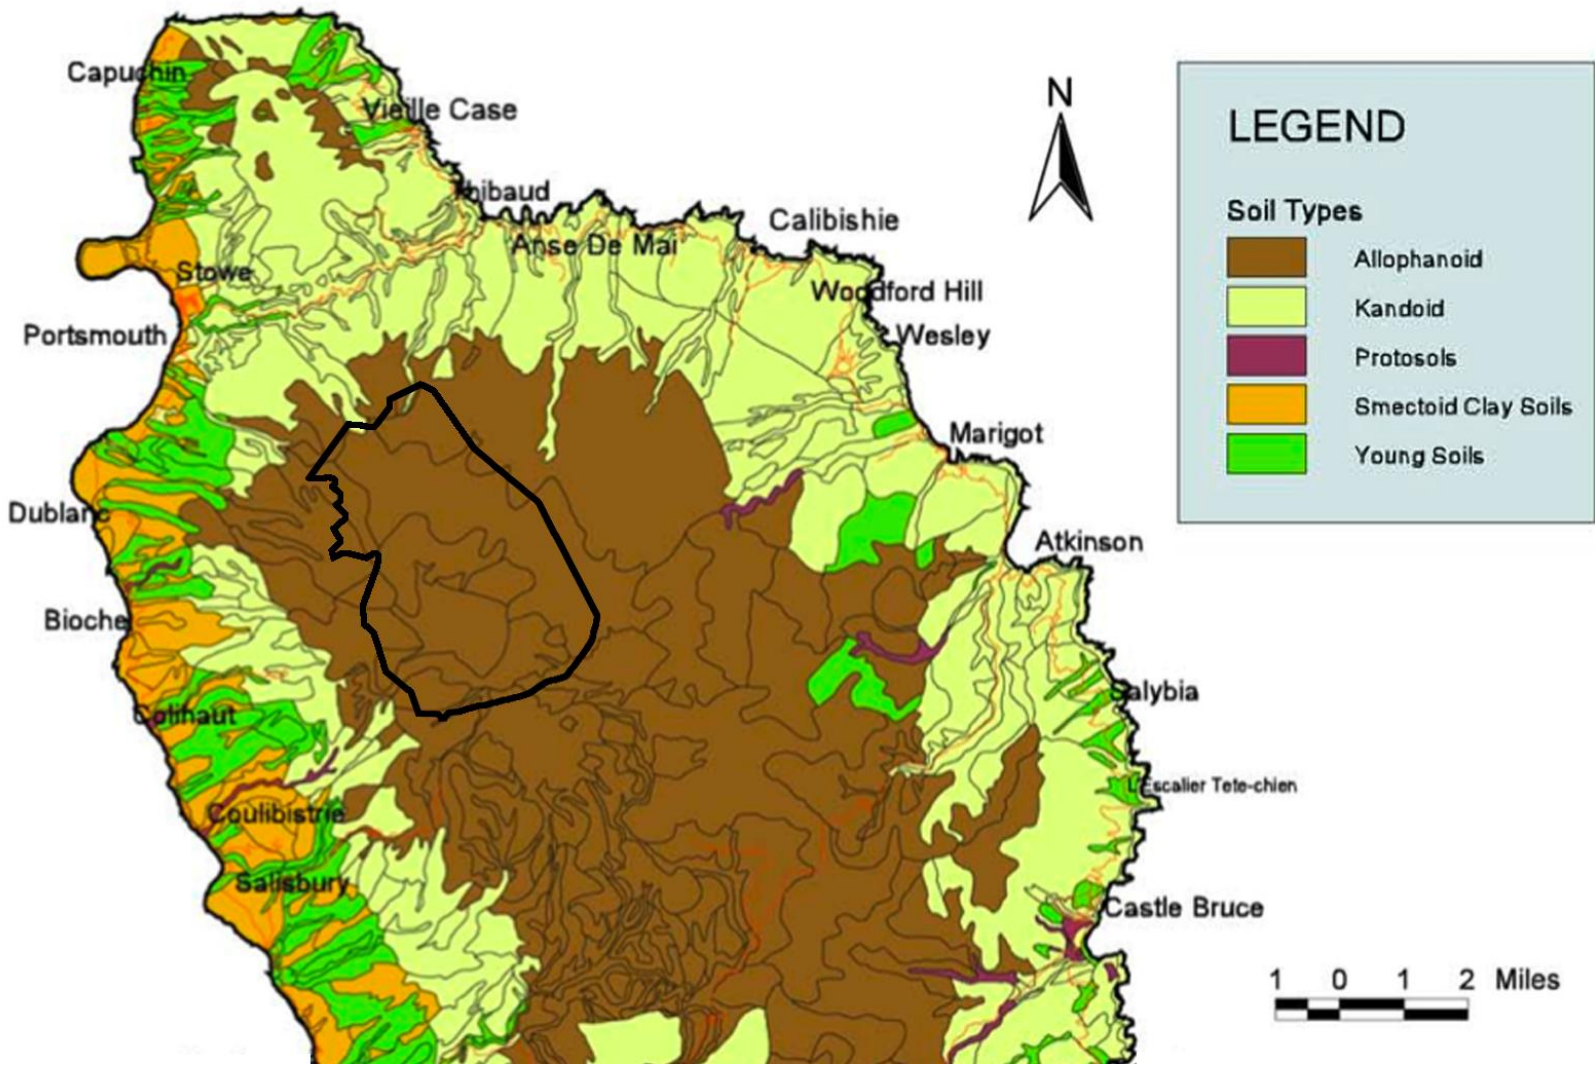 Capuchin
Vieille Case
Thibaud
Calibishie
Anse De Mai
Stowe
Woodford Hill
Portsmouth
Wesley
Marigot
Dublanc
Atkinson
Bioche
Salybia
Colihaut
L'Escalier Tete-chien
Coulibistrie
Salisbury
Castle Bruce
N
LEGEND
Soil Types
Allophanoid
Kandoid
Protosols
Smectoid Clay Soils
Young Soils
1 0 1 2 Miles